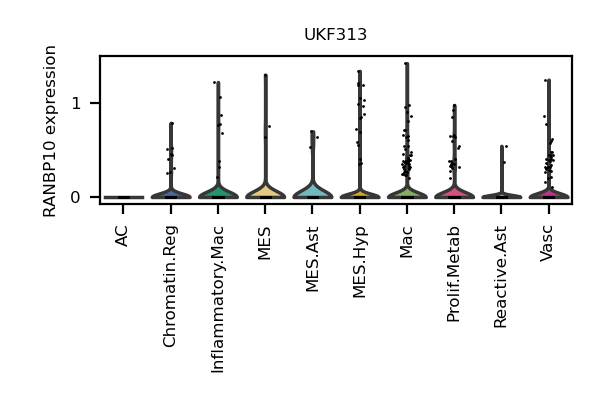 UKF313
RANBP10 expression
1
0
AC
Chromatin.Reg
Inflammatory.Mac
MES
MES.Ast
MES.Hyp
Mac
Prolif.Metab
Reactive.Ast
Vasc